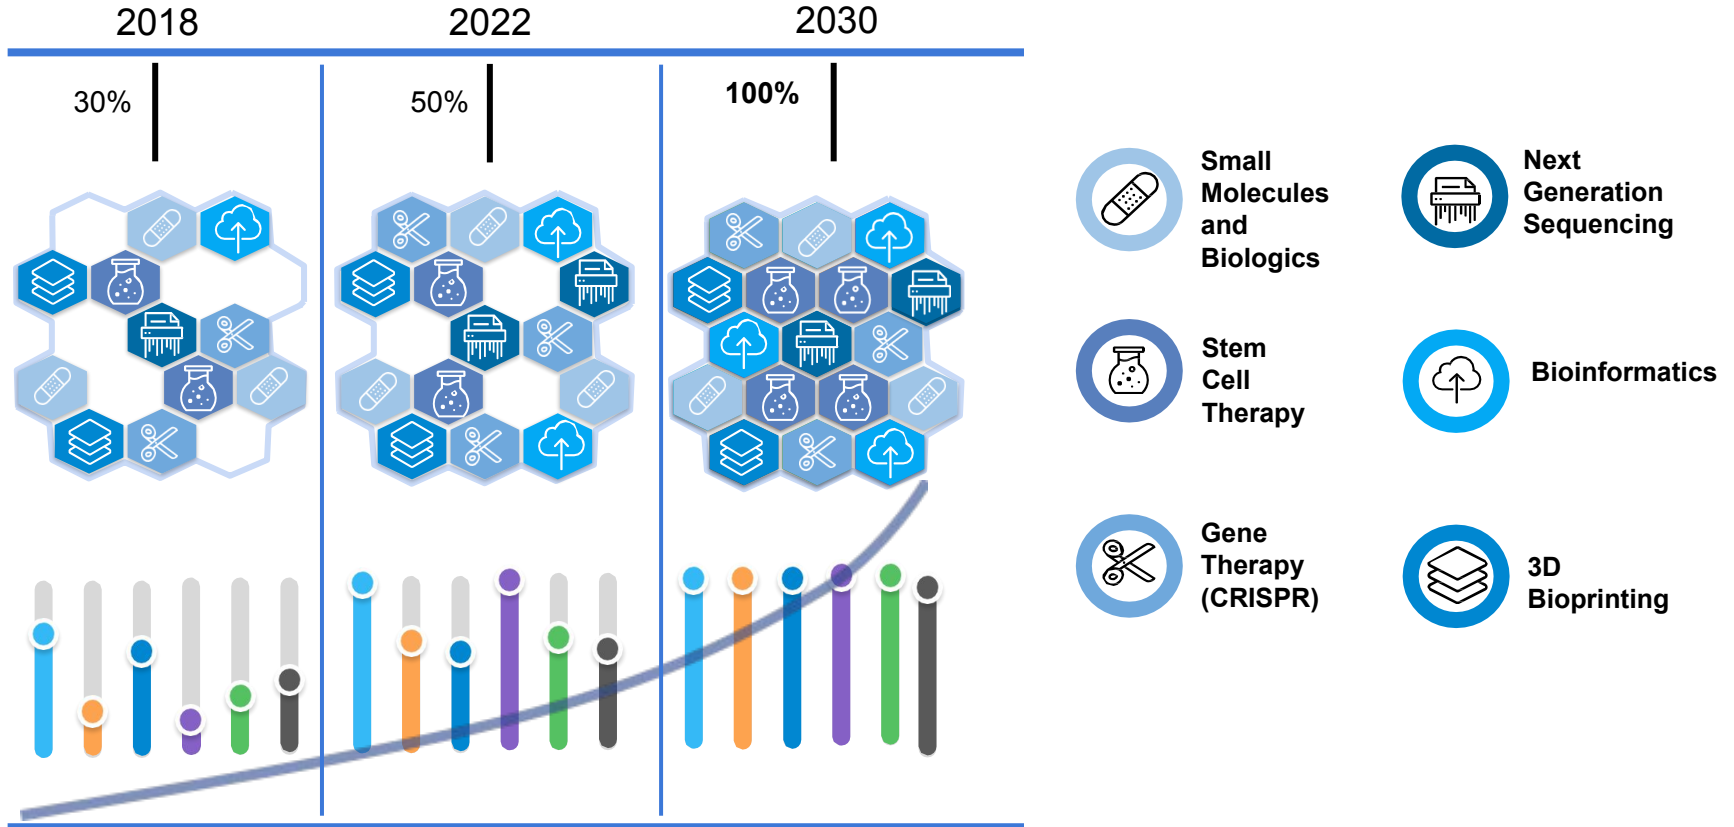 2018
2022
2030
30%
50%
100%
Small
Molecules
and
Biologics
Next
Generation
Sequencing
Stem
Cell
Therapy
Bioinformatics
Gene
Therapy
(CRISPR)
3D
Bioprinting